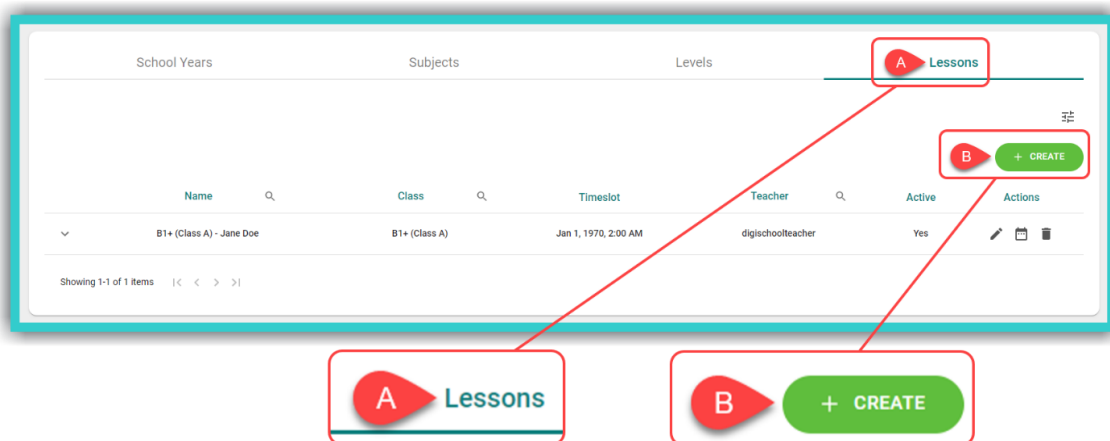 School Years Subjects Levels A Lessons
B + CREATE
Name Class Timeslot Teacher Active Actions
B1+ (Class A) - Jane Doe B1+ (Class A) Jan 1, 1970, 2:00 AM digischoolteacher Yes
Showing 1-1 of 1 items |< < > >|
A Lessons B + CREATE